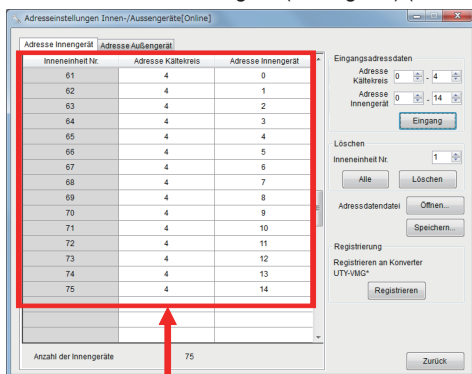 Adresseinstellungen Innen-/Aussengeräte[Online]
Adresse Innengerät Adresse Außengerät
Inneneinheit Nr. Adresse Kältekreis Adresse Innengerät
61 4 0
62 4 1
63 4 2
64 4 3
65 4 4
66 4 5
67 4 6
68 4 7
69 4 8
70 4 9
71 4 10
72 4 11
73 4 12
74 4 13
75 4 14
Anzahl der Innengeräte 75
Eingangsadressdaten
Adresse Kältekreis 0 - 4
Adresse Innengerät 0 - 14
Eingang
Löschen
Inneneinheit Nr. 1
Alle Löschen
Adressdatendatei Öffnen...
Speichern...
Registrierung
Registrieren an Konverter
UTY-VMG*
Registrieren
Zurück